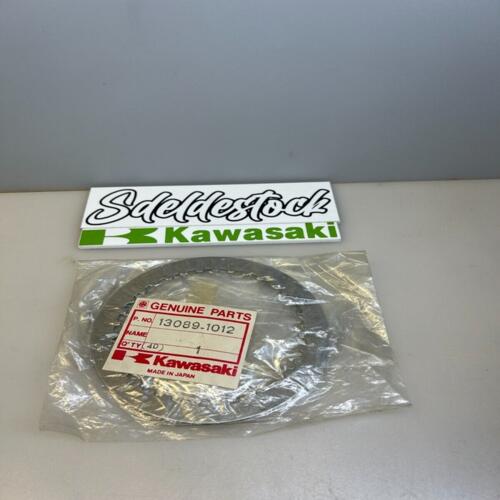 Sdeldestock
Kawasaki
GENUINE PARTS
P. NO. 13089-1012
NAME
Q'TY (4D) 1
Kawasaki
MADE IN JAPAN